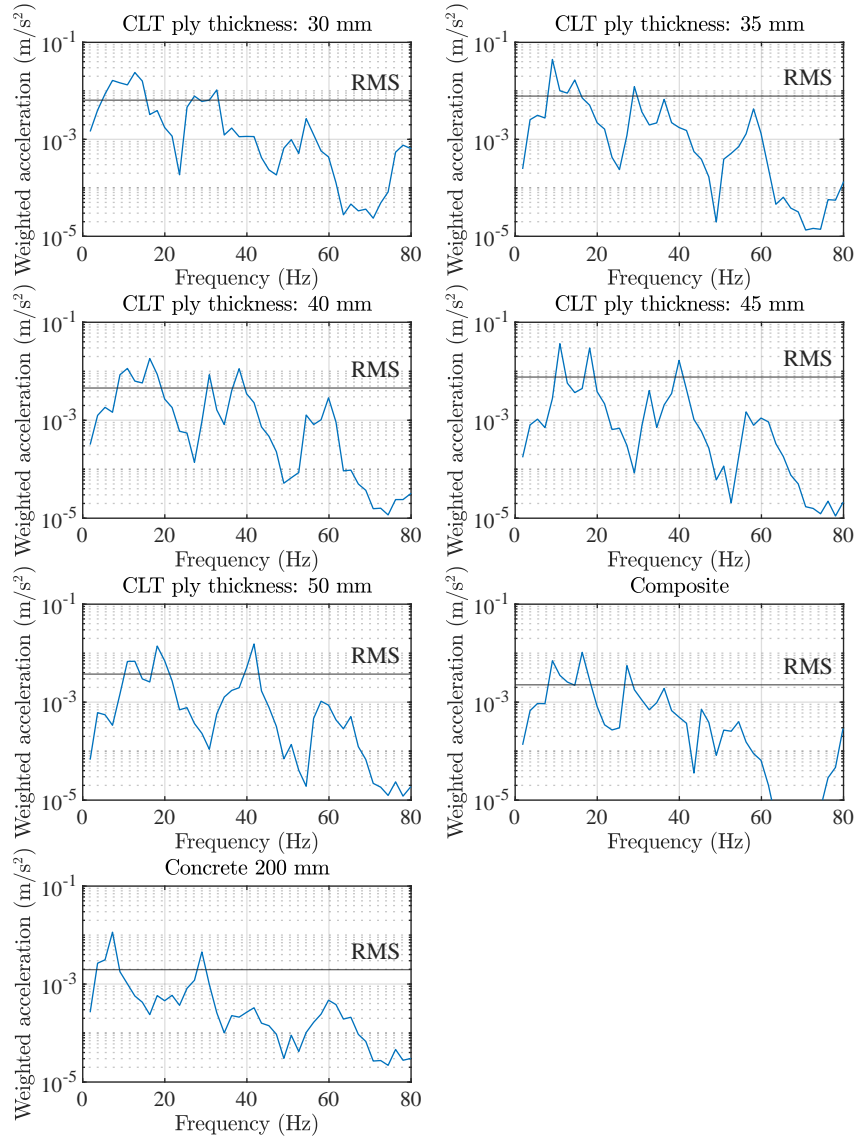 CLT ply thickness: 30 mm
Weighted acceleration (m/s²)
10⁻¹
10⁻³
10⁻⁵
RMS
0 20 40 60 80
Frequency (Hz)
CLT ply thickness: 35 mm
Weighted acceleration (m/s²)
10⁻¹
10⁻³
10⁻⁵
RMS
0 20 40 60 80
Frequency (Hz)
CLT ply thickness: 40 mm
Weighted acceleration (m/s²)
10⁻¹
10⁻³
10⁻⁵
RMS
0 20 40 60 80
Frequency (Hz)
CLT ply thickness: 45 mm
Weighted acceleration (m/s²)
10⁻¹
10⁻³
10⁻⁵
RMS
0 20 40 60 80
Frequency (Hz)
CLT ply thickness: 50 mm
Weighted acceleration (m/s²)
10⁻¹
10⁻³
10⁻⁵
RMS
0 20 40 60 80
Frequency (Hz)
Composite
Weighted acceleration (m/s²)
10⁻¹
10⁻³
10⁻⁵
RMS
0 20 40 60 80
Frequency (Hz)
Concrete 200 mm
Weighted acceleration (m/s²)
10⁻¹
10⁻³
10⁻⁵
RMS
0 20 40 60 80
Frequency (Hz)